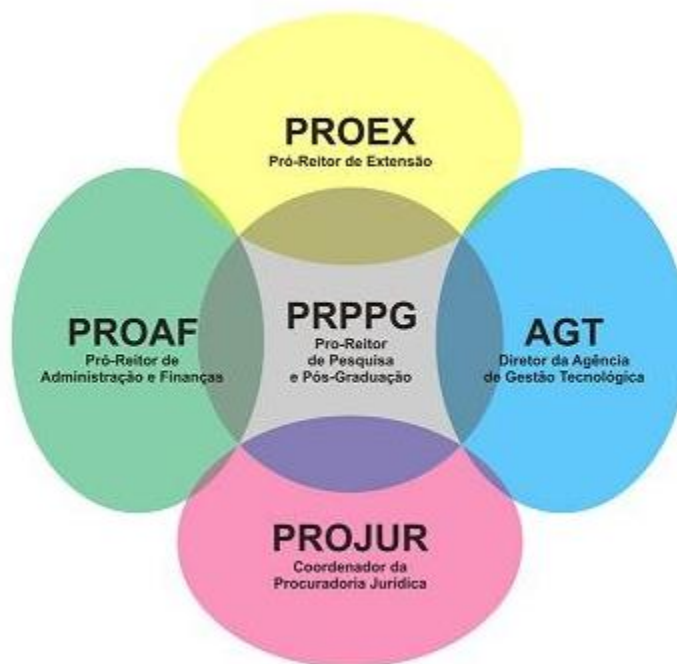 PROEX
Pró-Reitor de Extensão
PROAF
Pró-Reitor de
Administração e Finanças
PRPPG
Pro-Reitor
de Pesquisa
e Pós-Graduação
AGT
Diretor da Agência
de Gestão Tecnológica
PROJUR
Coordenador da
Procuradoria Jurídica